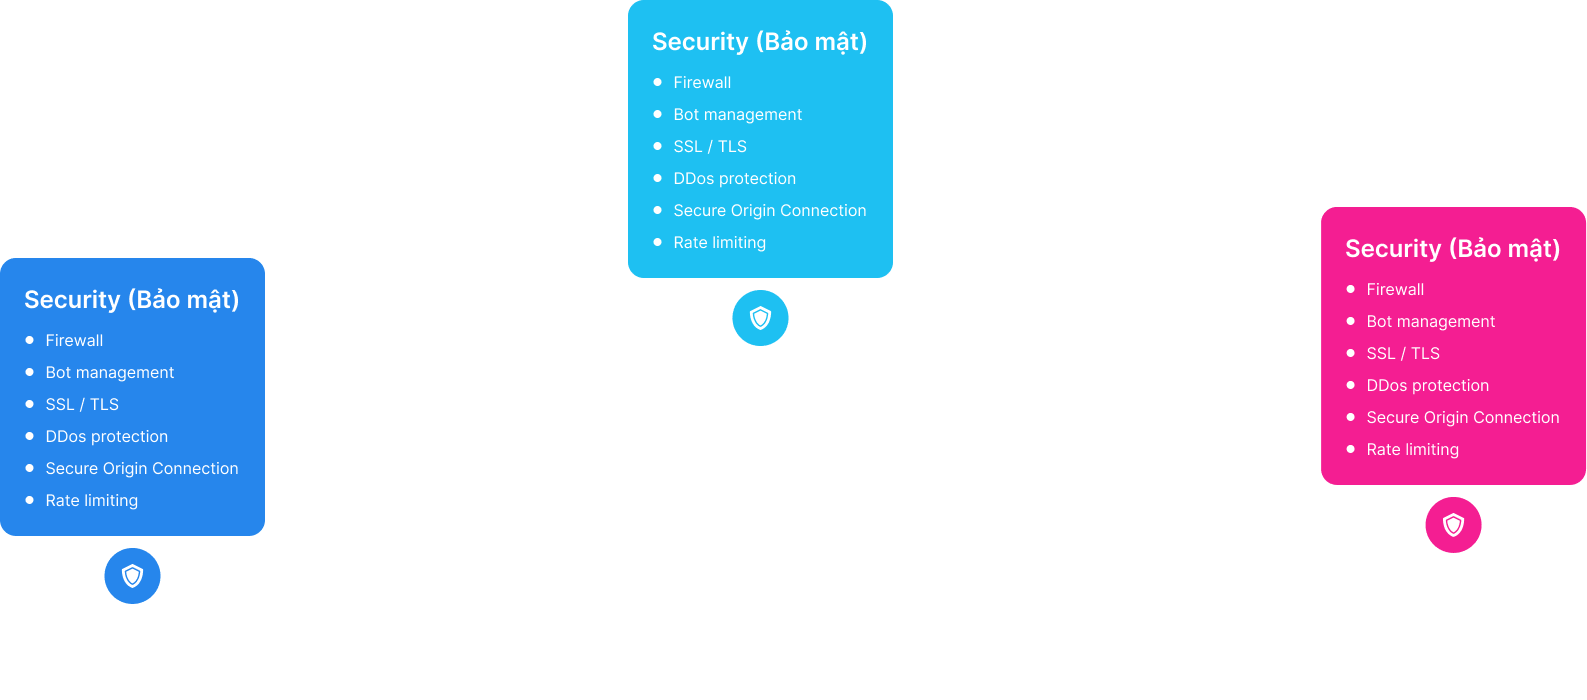 Security (Bảo mật)
Firewall
Bot management
SSL / TLS
DDos protection
Secure Origin Connection
Rate limiting
Security (Bảo mật)
Firewall
Bot management
SSL / TLS
DDos protection
Secure Origin Connection
Rate limiting
Security (Bảo mật)
Firewall
Bot management
SSL / TLS
DDos protection
Secure Origin Connection
Rate limiting